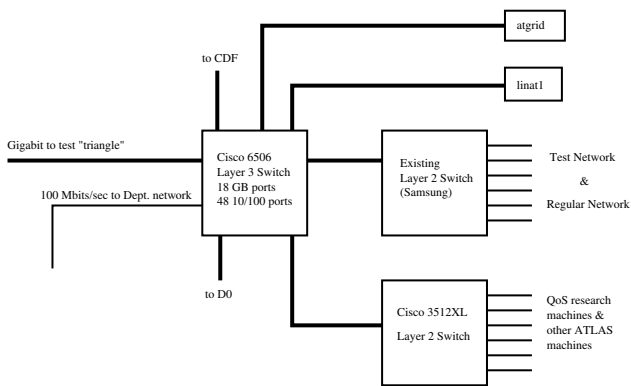 atgrid
to CDF
linat1
Gigabit to test "triangle"
Cisco 6506
Layer 3 Switch
18 GB ports
48 10/100 ports
Existing
Layer 2 Switch
(Samsung)
Test Network
&
Regular Network
100 Mbits/sec to Dept. network
to D0
Cisco 3512XL
Layer 2 Switch
QoS research
machines &
other ATLAS
machines